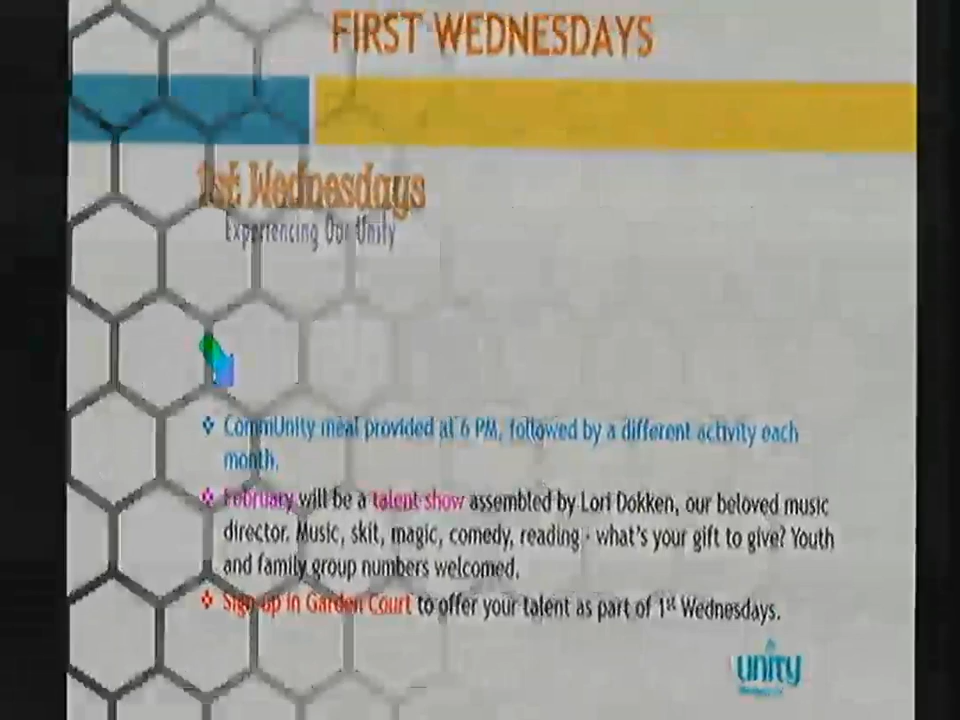 FIRST WEDNESDAYS
1st Wednesdays
Experiencing Our Unity
❖ CommUnity meal provided at 6 PM, followed by a different activity each
month.
❖ February will be a talent show assembled by Lori Dokken, our beloved music
director. Music, skit, magic, comedy, reading - what's your gift to give? Youth
and family group numbers welcomed.
❖ Sign-up in Garden Court to offer your talent as part of 1st Wednesdays.
unity